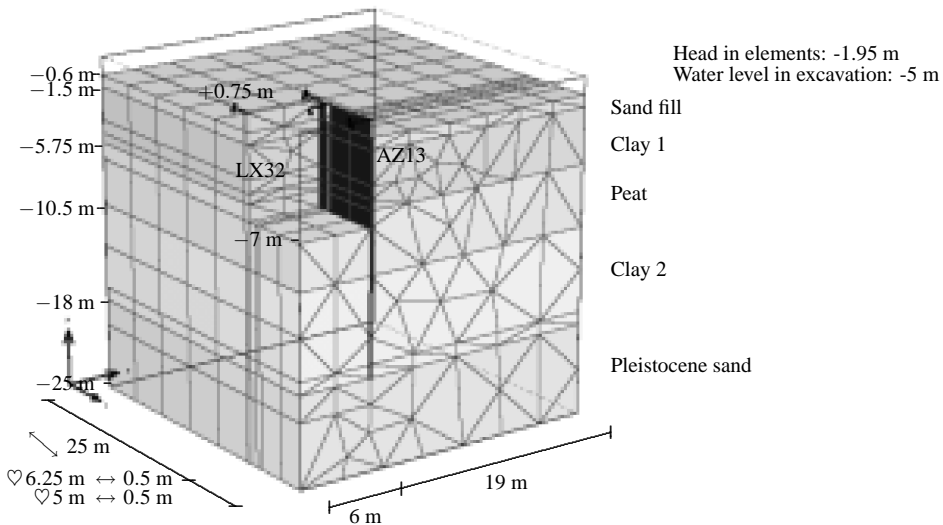 Head in elements: -1.95 m
Water level in excavation: -5 m
−0.6 m
−1.5 m
+0.75 m
Sand fill
−5.75 m
Clay 1
AZ13
LX32
Peat
−10.5 m
−7 m
Clay 2
−18 m
Pleistocene sand
−25 m
25 m
♡6.25 m ↔ 0.5 m
♡5 m ↔ 0.5 m
19 m
6 m